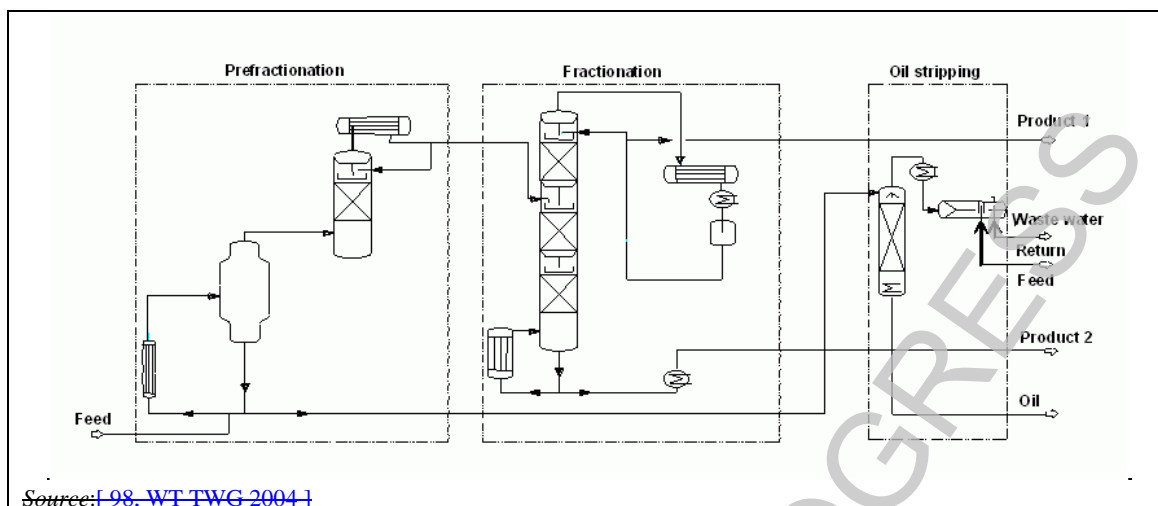 Prefractionation
Fractionation
Oil stripping
Product 1
Waste water
Return
Feed
Product 2
Oil
Feed
Source:[ 98, WT TWG 2004 ]
OGRESS